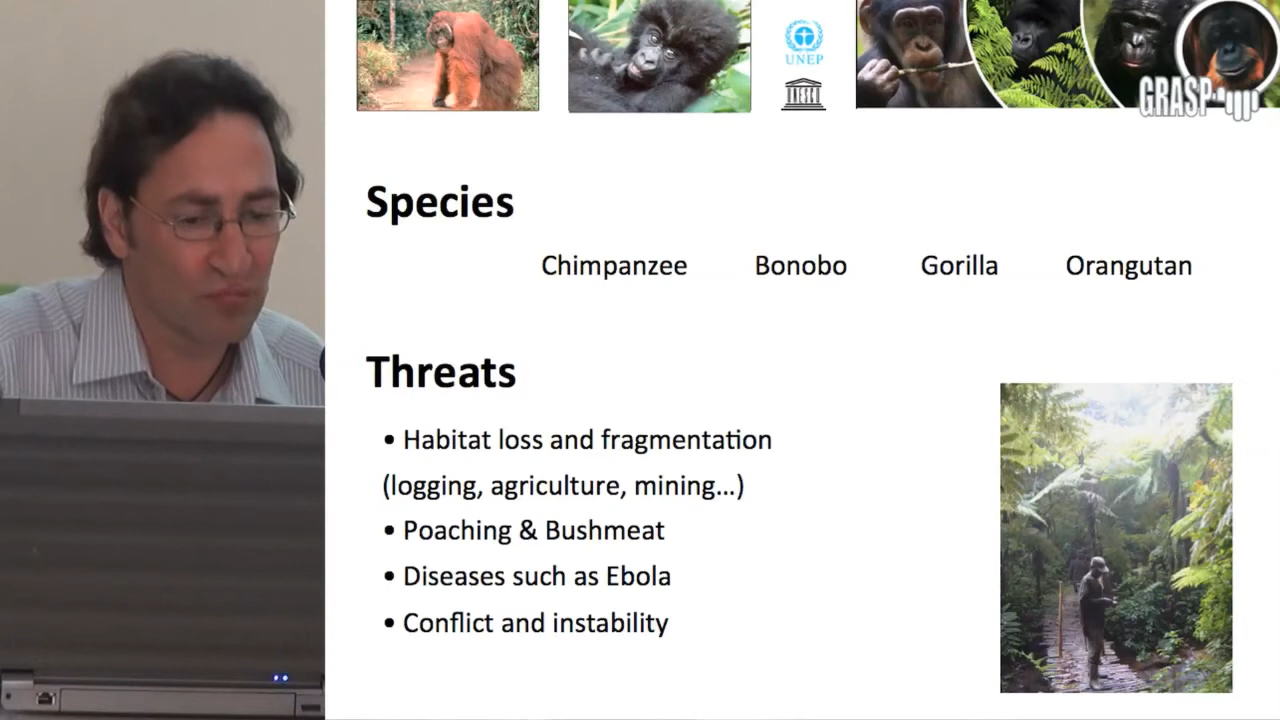 UNEP
UNESCO
GRASP
Species
Chimpanzee Bonobo Gorilla Orangutan
Threats
• Habitat loss and fragmentation
(logging, agriculture, mining...)
• Poaching & Bushmeat
• Diseases such as Ebola
• Conflict and instability